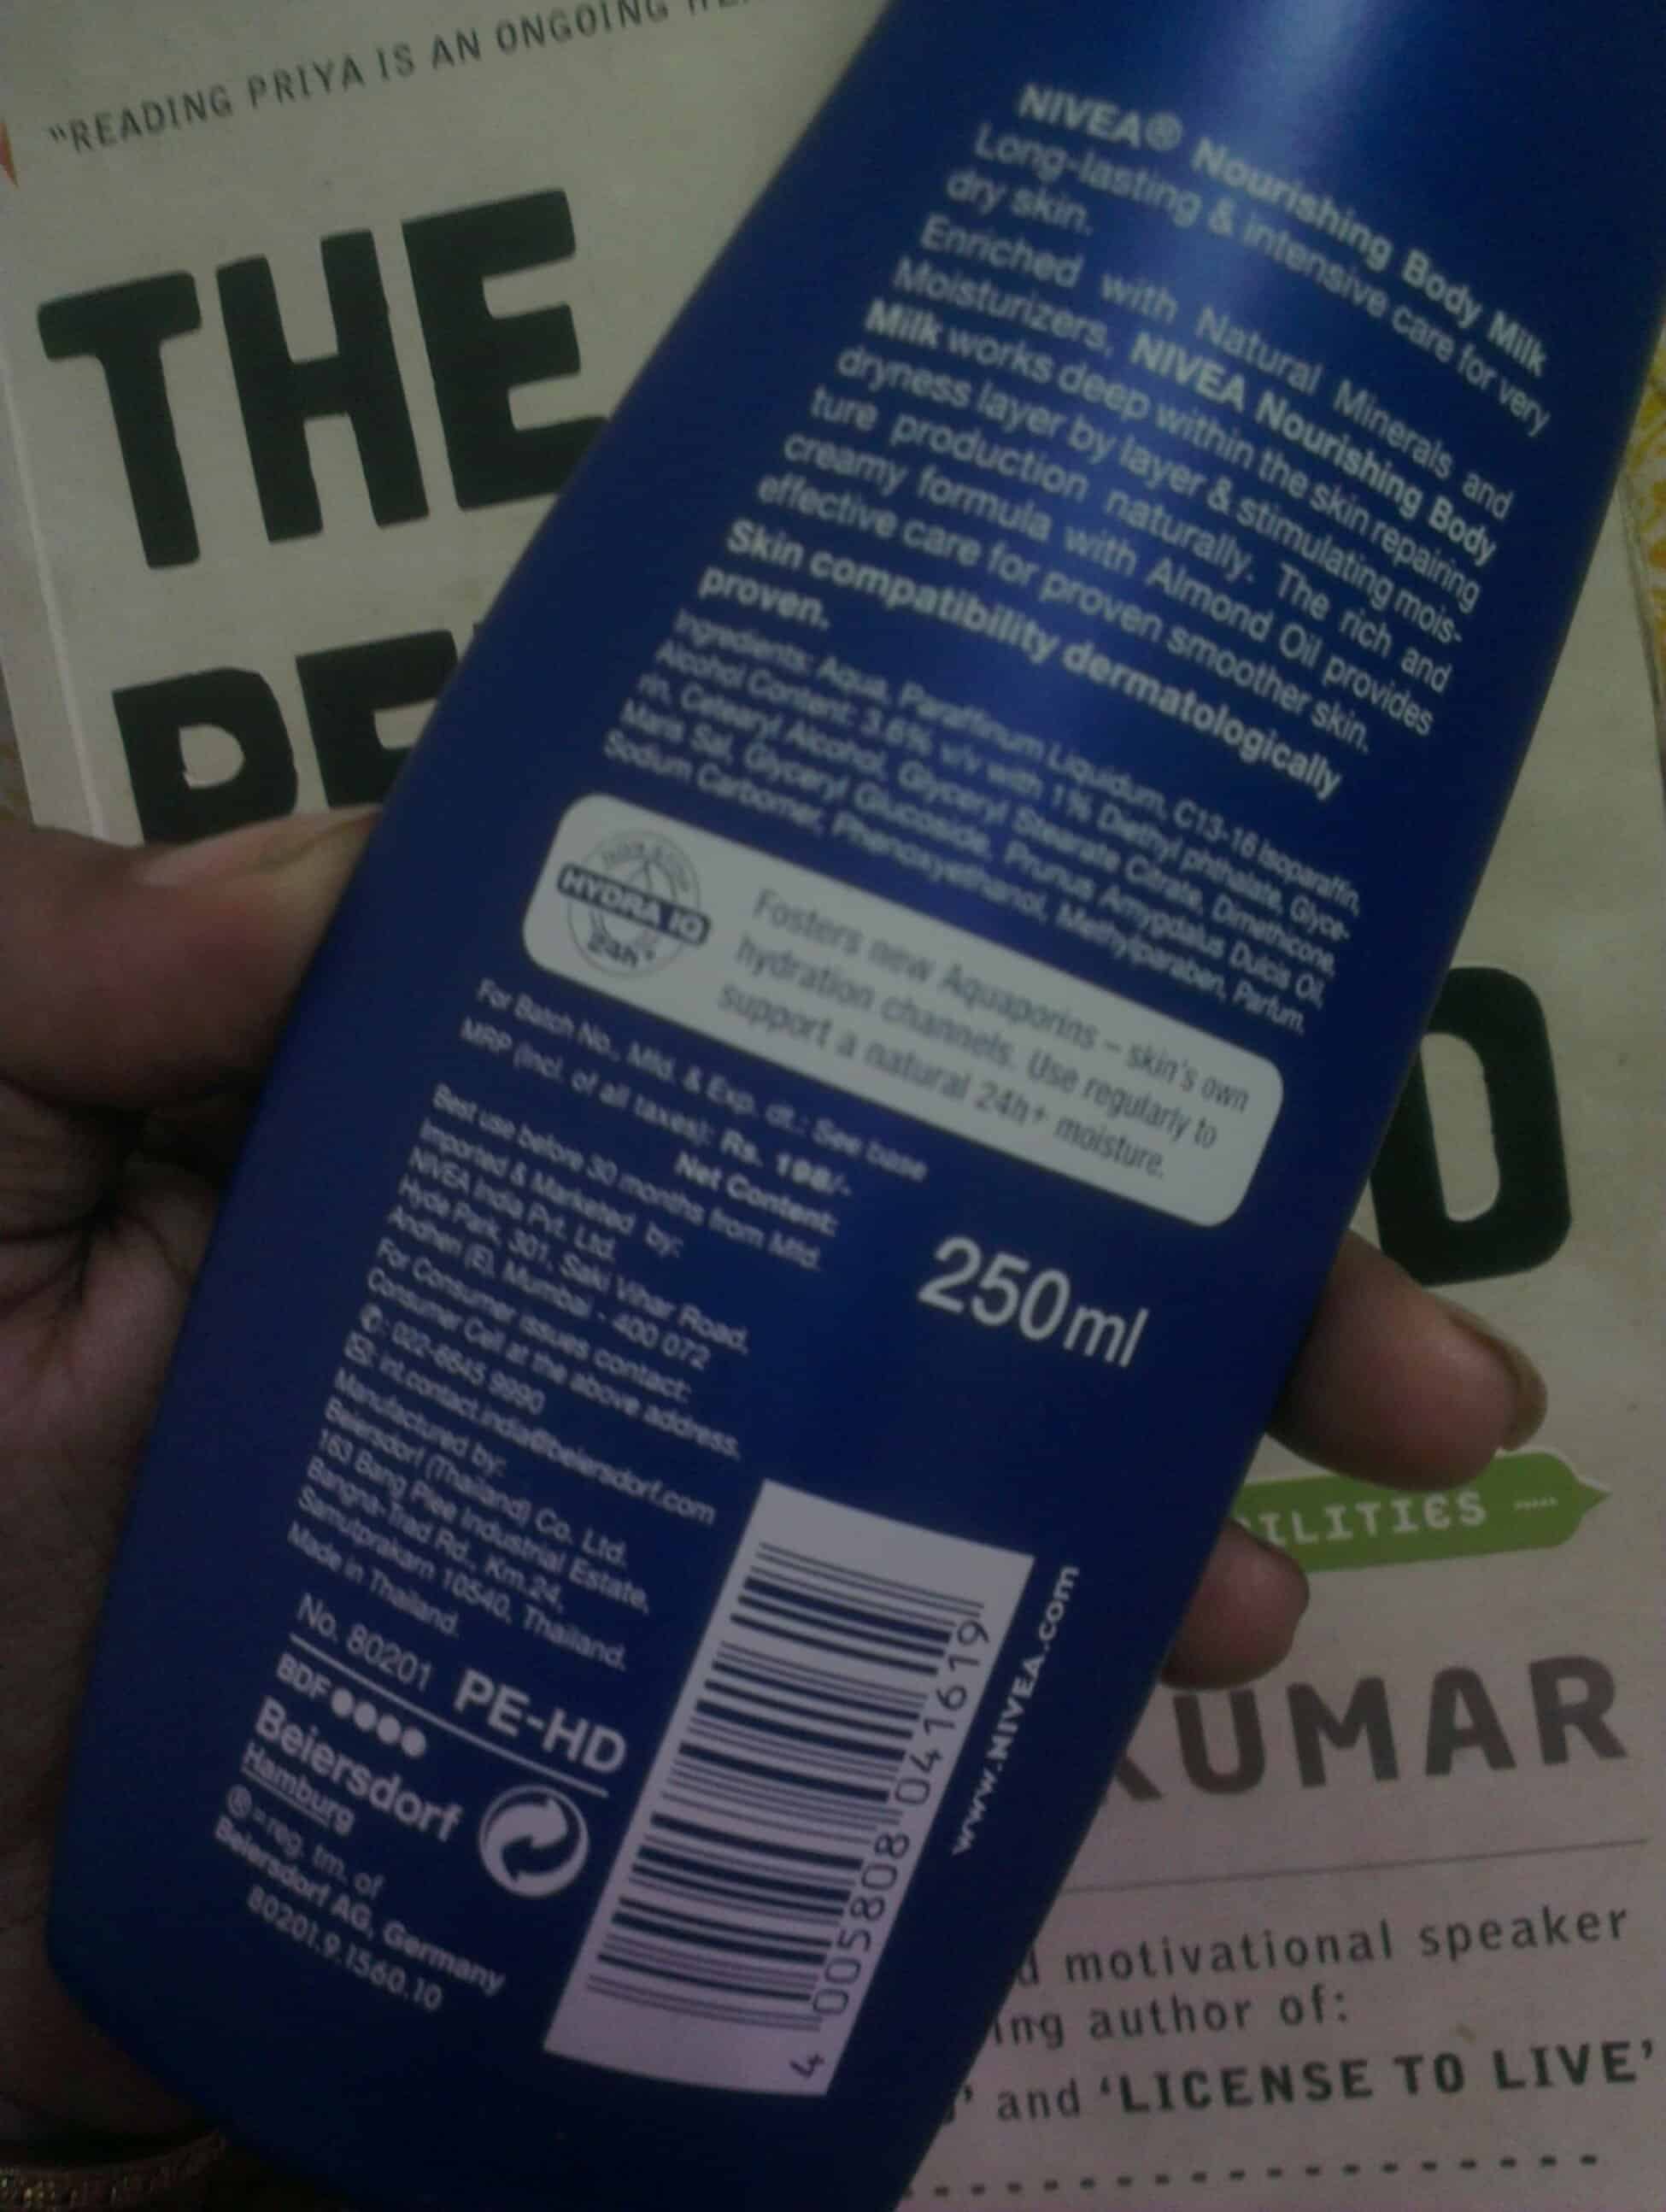 "READING PRIYA IS AN ONGOING
THE
NIVEA® Nourishing Body Milk
Long-lasting & intensive care for very
dry skin.
Enriched with Natural Minerals and
Moisturizers, NIVEA Nourishing Body
Milk works deep within the skin repairing
dryness layer by layer & stimulating mois-
ture production naturally. The rich and
creamy formula with Almond Oil provides
effective care for proven smoother skin.
Skin compatibility dermatologically
proven.
Ingredients: Aqua, Paraffinum Liquidum, C13-16 Isoparaffin,
Alcohol Content: 3.6% v/v with 1% Diethyl phthalate, Glyce-
rin, Cetearyl Alcohol, Glyceryl Stearate Citrate, Dimethicone,
Maris Sal, Glyceryl Glucoside, Prunus Amygdalus Dulcis Oil,
Sodium Carbomer, Phenoxyethanol, Methylparaben, Parfum.
HYDRA IQ
24h+
Fosters new Aquaporins – skin's own
hydration channels. Use regularly to
support a natural 24h+ moisture.
For Batch No., Mfd. & Exp. dt.: See base
MRP (incl. of all taxes): Rs. 198/-
Net Content:
250ml
Best use before 30 months from Mfd.
Imported & Marketed by:
NIVEA India Pvt. Ltd.
Hyde Park, 301, Saki Vihar Road,
Andheri (E), Mumbai - 400 072
For Consumer issues contact:
Consumer Cell at the above address.
: 022-6645 9990
: int.contact.india@beiersdorf.com
Manufactured by:
Beiersdorf (Thailand) Co. Ltd.
163 Bang Plee Industrial Estate,
Bangna-Trad Rd., Km.24,
Samutprakarn 10540, Thailand.
Made in Thailand.
No. 80201 PE-HD
BDF ●●●●
Beiersdorf
Hamburg
® = reg. tm. of
Beiersdorf AG, Germany
80201.9.1560.10
4 005808 041619
www.NIVEA.com
ILITIES
KUMAR
motivational speaker
ing author of:
' and 'LICENSE TO LIVE'